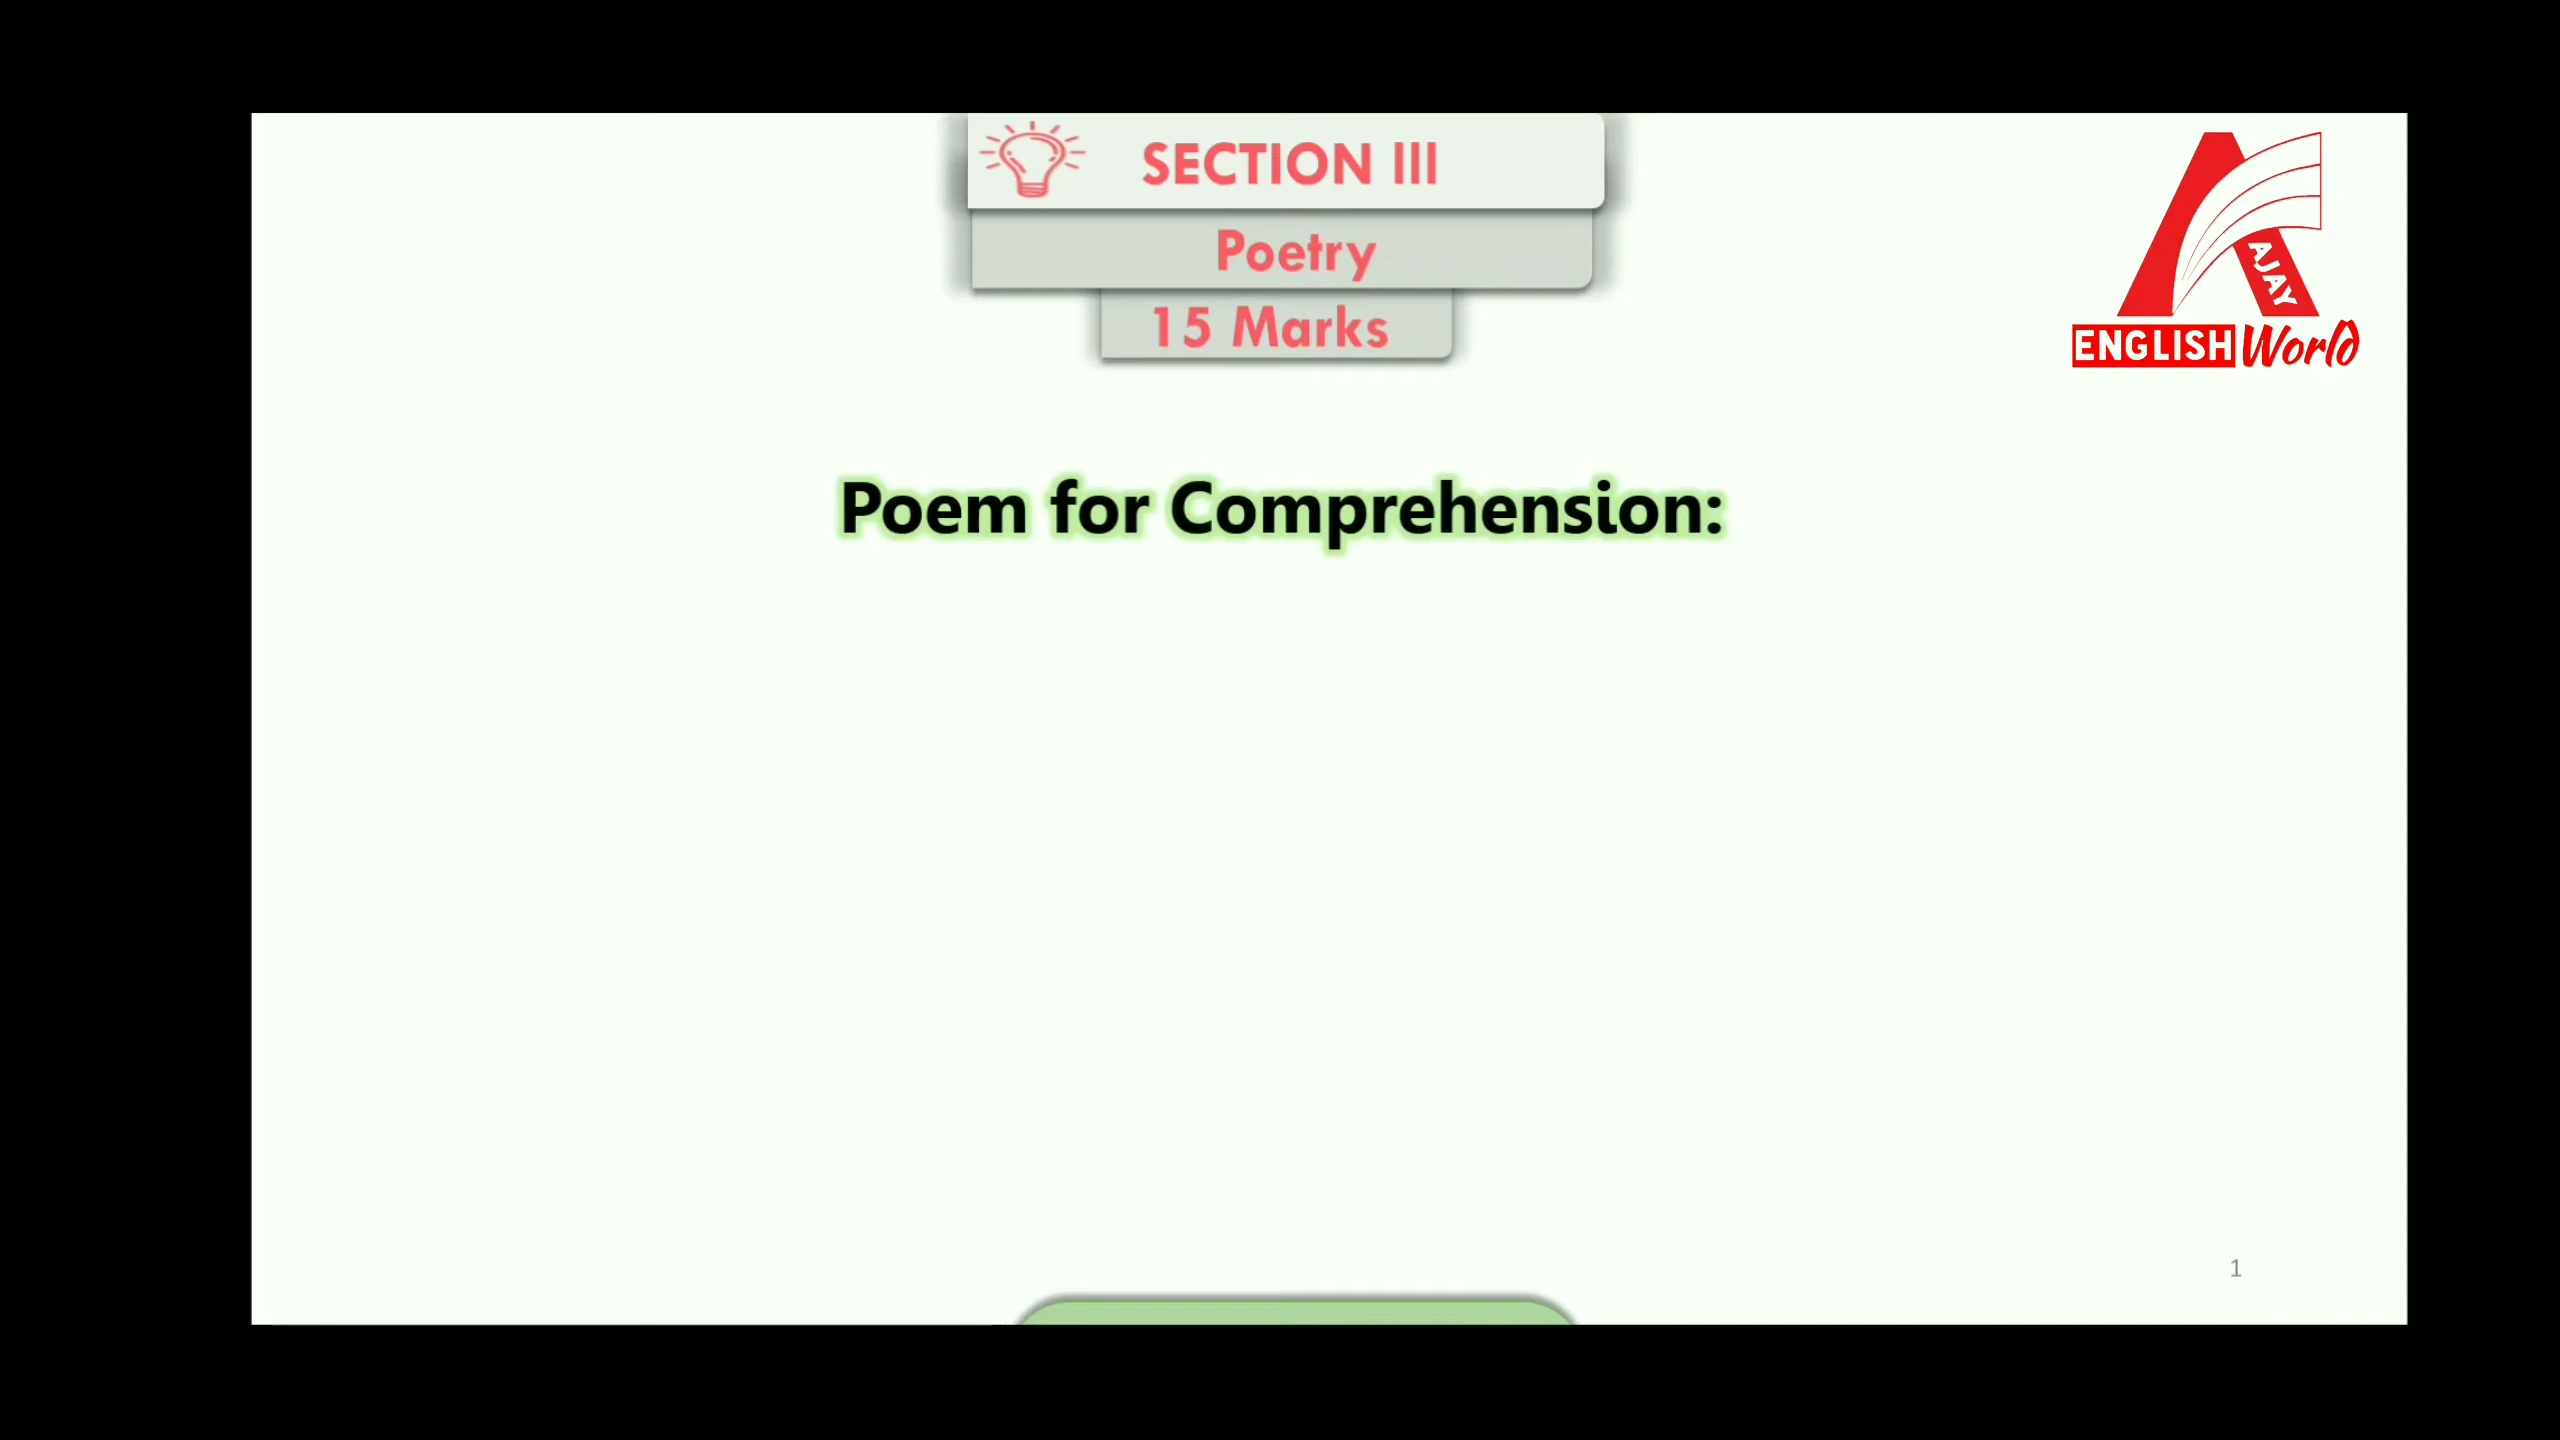 SECTION III
Poetry
15 Marks
AJAY
ENGLISH World
Poem for Comprehension:
1